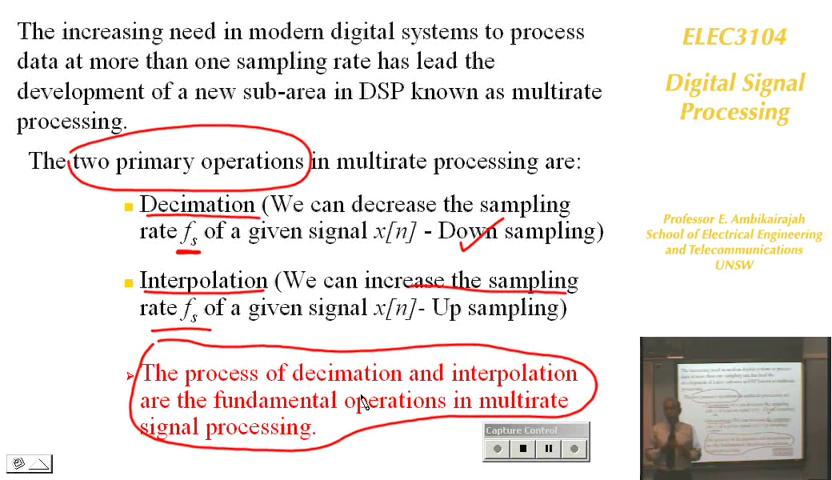 The increasing need in modern digital systems to process
data at more than one sampling rate has lead the
development of a new sub-area in DSP known as multirate
processing.
The two primary operations in multirate processing are:
Decimation (We can decrease the sampling
rate fs of a given signal x[n] - Down sampling)
Interpolation (We can increase the sampling
rate fs of a given signal x[n]- Up sampling)
The process of decimation and interpolation
are the fundamental operations in multirate
signal processing.
Capture Control
ELEC3104
Digital Signal
Processing
Professor E. Ambikairajah
School of Electrical Engineering
and Telecommunications
UNSW